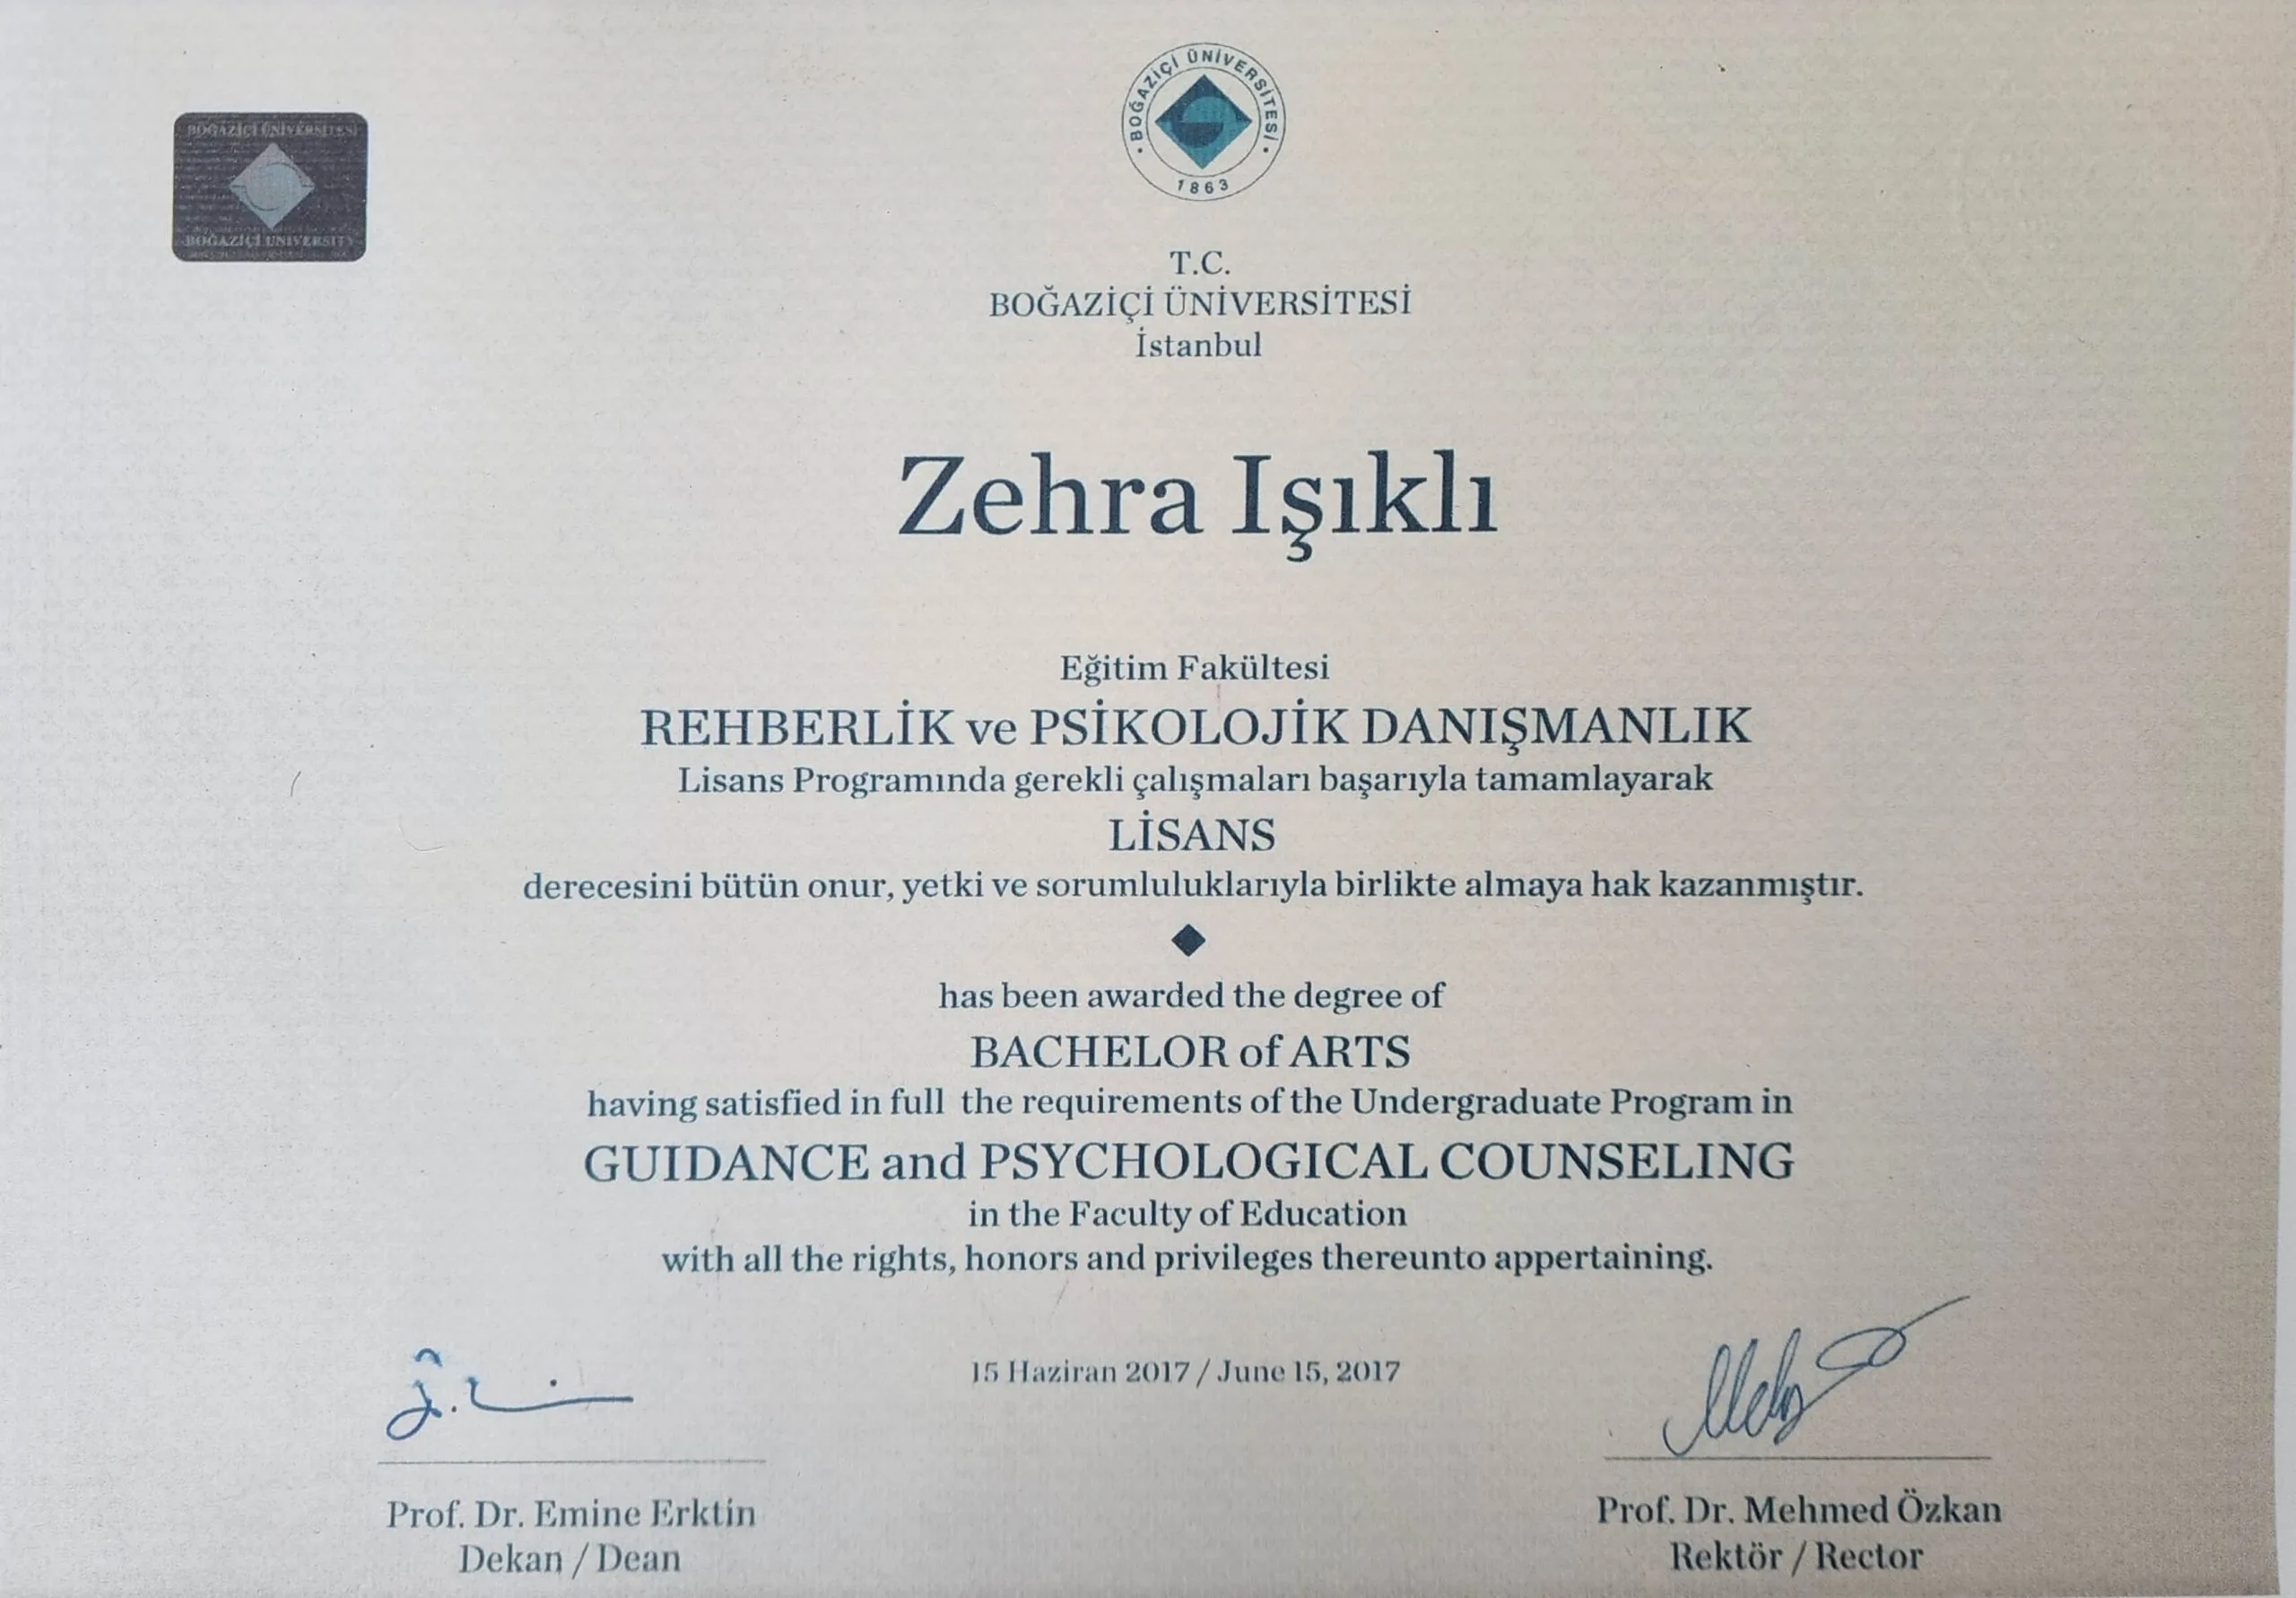 BOĞAZİÇİ ÜNİVERSİTESİ
1863
BOĞAZİÇİ ÜNİVERSİTESİ
BOĞAZİÇİ UNIVERSITY
T.C.
BOĞAZİÇİ ÜNİVERSİTESİ
İstanbul
Zehra Işıklı
Eğitim Fakültesi
REHBERLİK ve PSİKOLOJİK DANIŞMANLIK
Lisans Programında gerekli çalışmaları başarıyla tamamlayarak
LİSANS
derecesini bütün onur, yetki ve sorumluluklarıyla birlikte almaya hak kazanmıştır.
has been awarded the degree of
BACHELOR of ARTS
having satisfied in full the requirements of the Undergraduate Program in
GUIDANCE and PSYCHOLOGICAL COUNSELING
in the Faculty of Education
with all the rights, honors and privileges thereunto appertaining.
15 Haziran 2017 / June 15, 2017
Prof. Dr. Emine Erktin
Dekan / Dean
Prof. Dr. Mehmed Özkan
Rektör / Rector